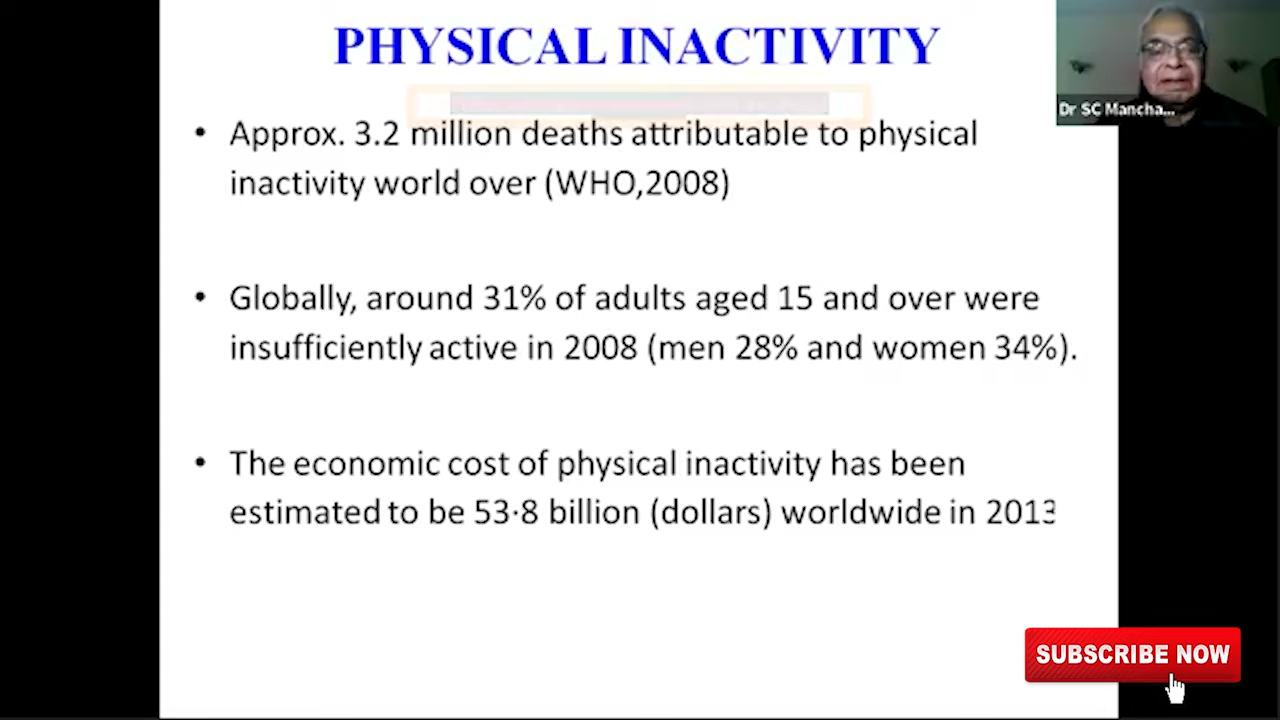 PHYSICAL INACTIVITY
Dr SC Mancha...
• Approx. 3.2 million deaths attributable to physical
inactivity world over (WHO,2008)
• Globally, around 31% of adults aged 15 and over were
insufficiently active in 2008 (men 28% and women 34%).
• The economic cost of physical inactivity has been
estimated to be 53·8 billion (dollars) worldwide in 2013
SUBSCRIBE NOW